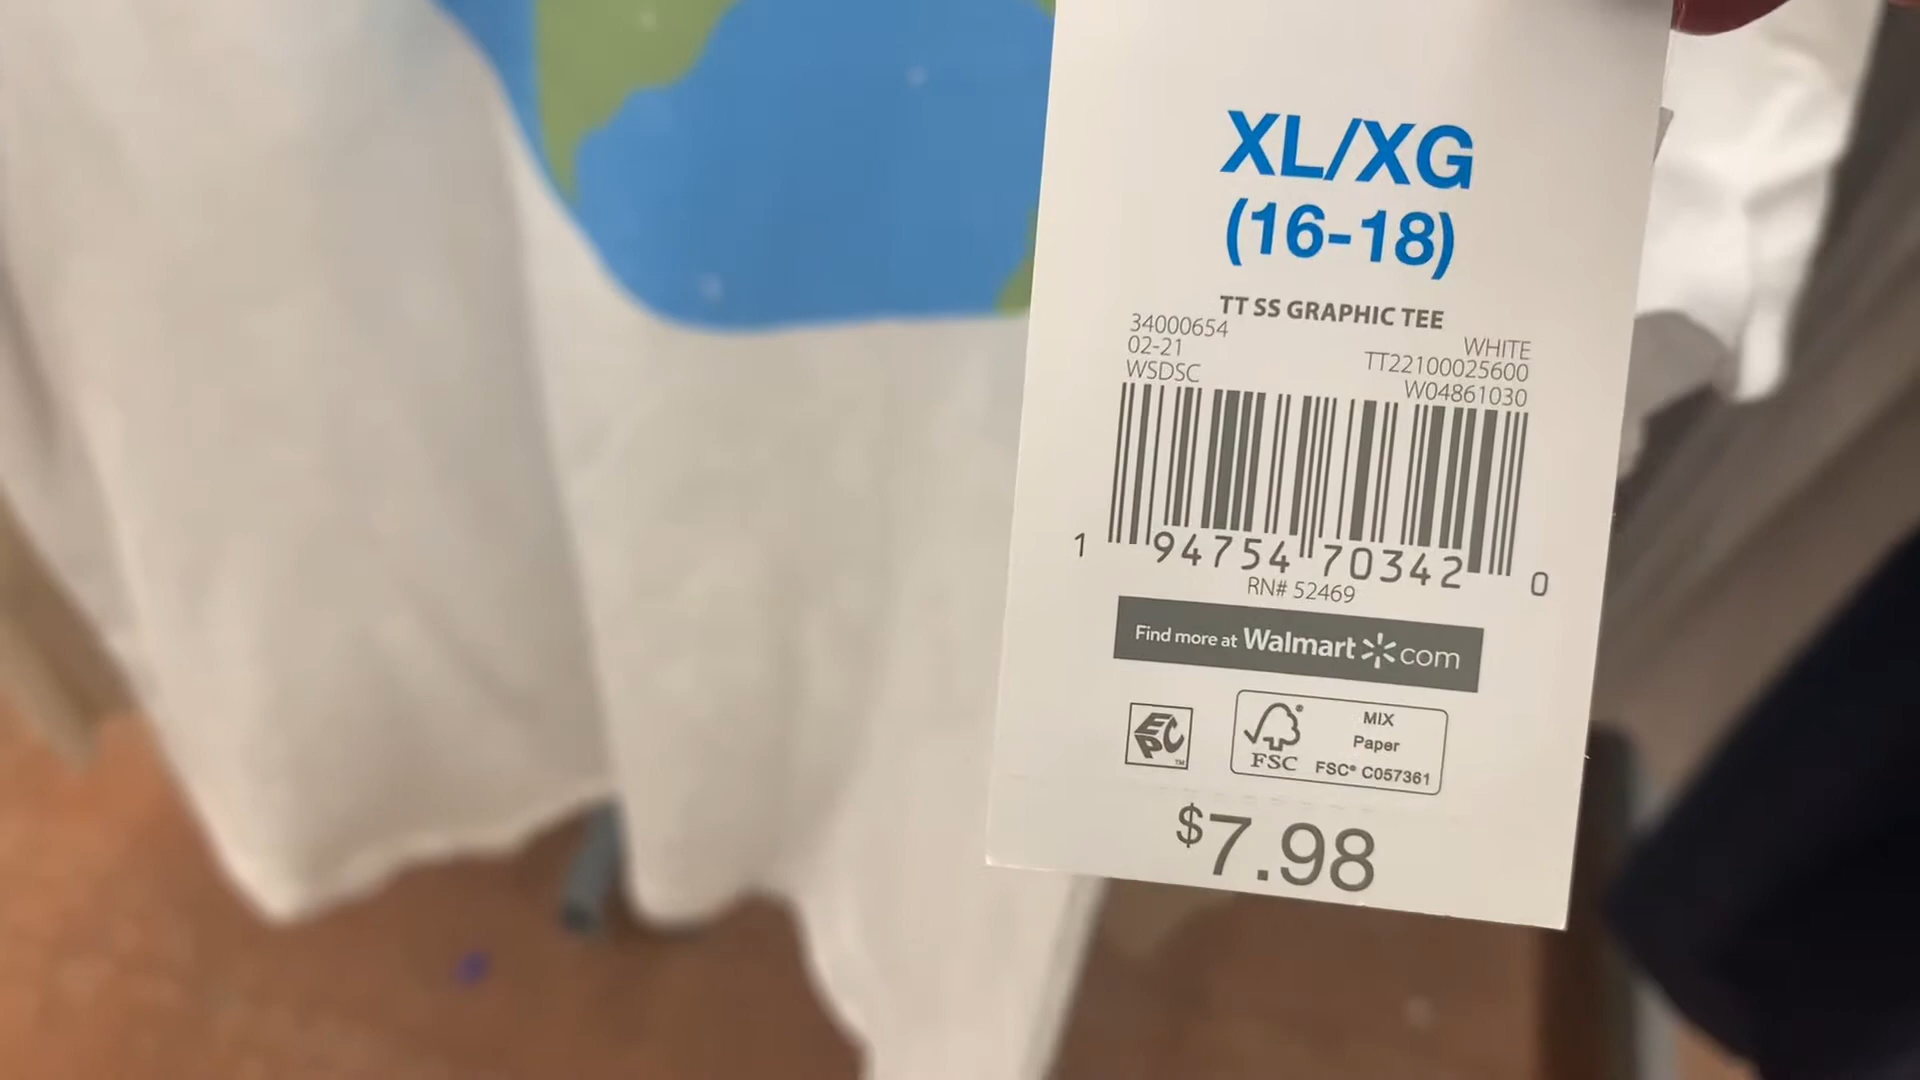 XL/XG
(16-18)
TT SS GRAPHIC TEE
34000654
02-21
WSDSC
WHITE
TT22100025600
W04861030
1 94754 70342 0
RN# 52469
Find more at Walmart com
EPC TM
FSC®
MIX
Paper
FSC® C057361
$7.98